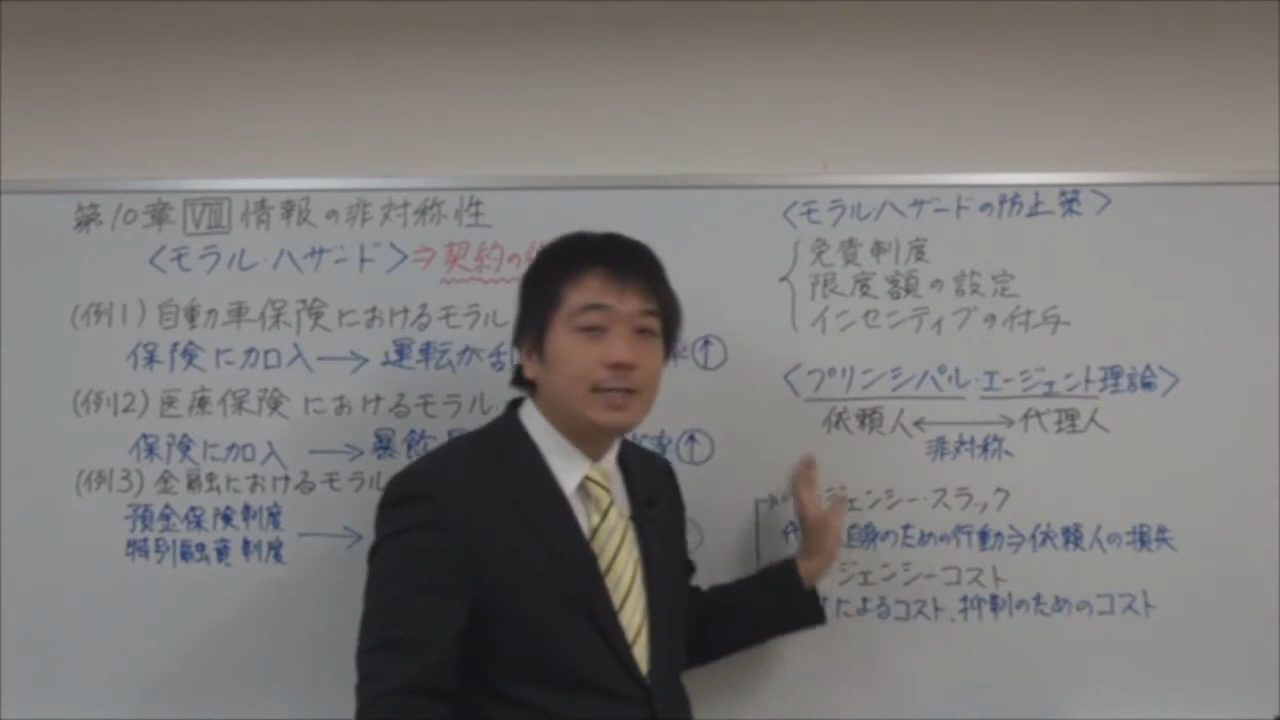 第10章 VIII 情報の非対称性
<モラル・ハザード>⇒契約の
(例1)自動車保険におけるモラル
保険に加入→運転が乱 ↑
(例2)医療保険におけるモラル・
保険に加入→暴飲 ↑
(例3)金融におけるモラル
預金保険制度
特別融資制度 →
<モラルハザードの防止策>
免責制度
限度額の設定
インセンティブの付与
<プリンシパル・エージェント理論>
依頼人↔代理人
非対称
ジェンシー・スラック
自身のための行動⇒依頼人の損失
ジェンシーコスト
によるコスト、抑制のためのコスト